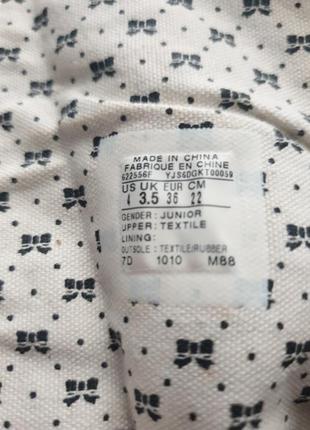 MADE IN CHINA
FABRIQUE EN CHINE
622556F YJS6DGKT00059
US UK EUR CM
4 3.5 36 22
GENDER: JUNIOR
UPPER: TEXTILE
LINING:
OUTSOLE: TEXTILE/RUBBER
7D 1010 M88